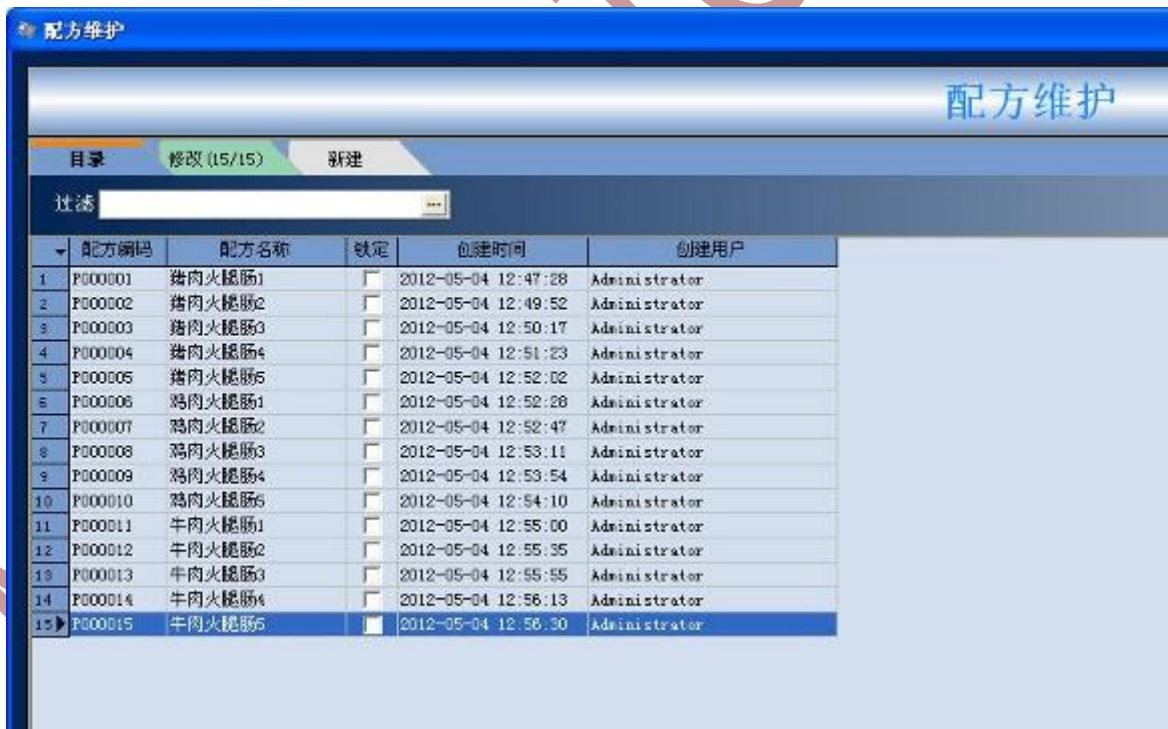 配方维护
配方维护
目录 修改(15/15) 新建
过滤 ...
配方编码 配方名称 锁定 创建时间 创建用户
1 P000001 猪肉火腿肠1 2012-05-04 12:47:28 Administrator
2 P000002 猪肉火腿肠2 2012-05-04 12:49:52 Administrator
3 P000003 猪肉火腿肠3 2012-05-04 12:50:17 Administrator
4 P000004 猪肉火腿肠4 2012-05-04 12:51:23 Administrator
5 P000005 猪肉火腿肠5 2012-05-04 12:52:02 Administrator
6 P000006 鸡肉火腿肠1 2012-05-04 12:52:28 Administrator
7 P000007 鸡肉火腿肠2 2012-05-04 12:52:47 Administrator
8 P000008 鸡肉火腿肠3 2012-05-04 12:53:11 Administrator
9 P000009 鸡肉火腿肠4 2012-05-04 12:53:54 Administrator
10 P000010 鸡肉火腿肠5 2012-05-04 12:54:10 Administrator
11 P000011 牛肉火腿肠1 2012-05-04 12:55:00 Administrator
12 P000012 牛肉火腿肠2 2012-05-04 12:55:35 Administrator
13 P000013 牛肉火腿肠3 2012-05-04 12:55:55 Administrator
14 P000014 牛肉火腿肠4 2012-05-04 12:56:13 Administrator
15 P000015 牛肉火腿肠5 2012-05-04 12:56:30 Administrator